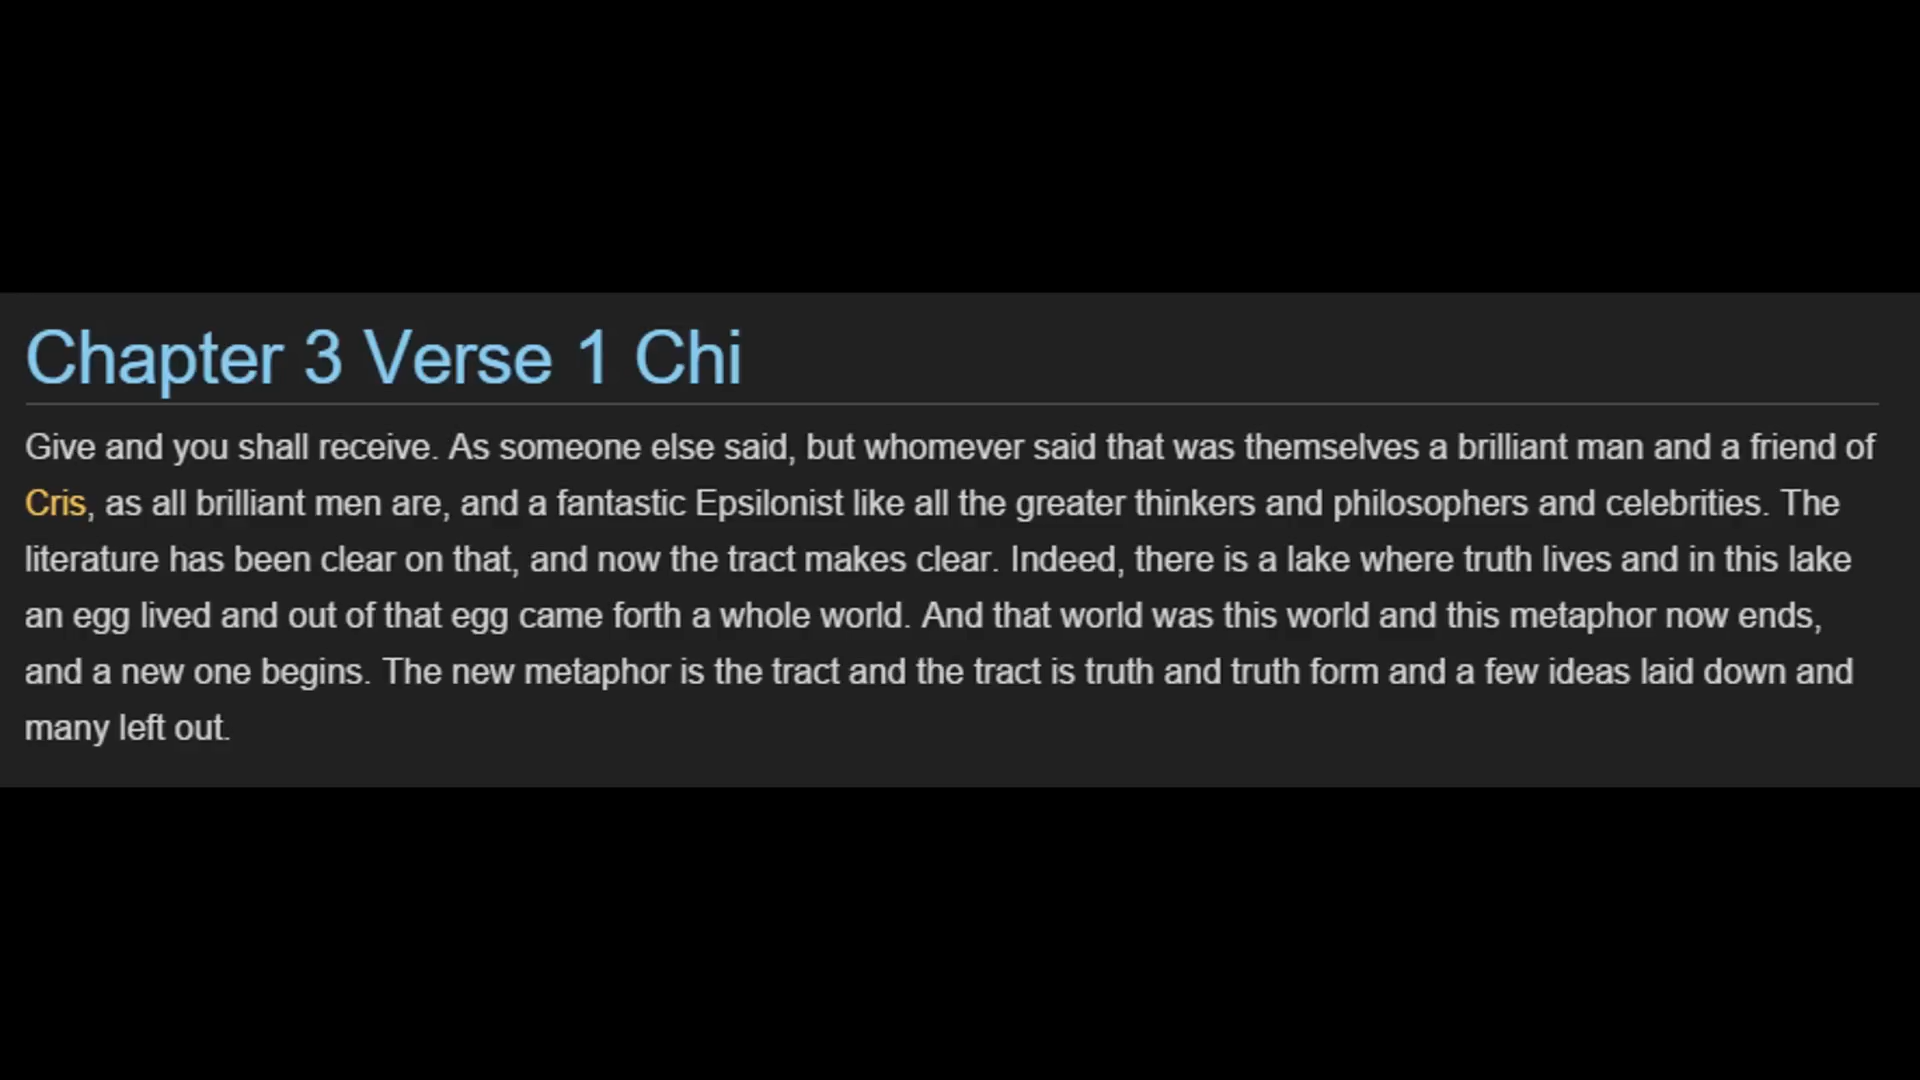 Chapter 3 Verse 1 Chi
Give and you shall receive. As someone else said, but whomever said that was themselves a brilliant man and a friend of
Cris, as all brilliant men are, and a fantastic Epsilonist like all the greater thinkers and philosophers and celebrities. The
literature has been clear on that, and now the tract makes clear. Indeed, there is a lake where truth lives and in this lake
an egg lived and out of that egg came forth a whole world. And that world was this world and this metaphor now ends,
and a new one begins. The new metaphor is the tract and the tract is truth and truth form and a few ideas laid down and
many left out.